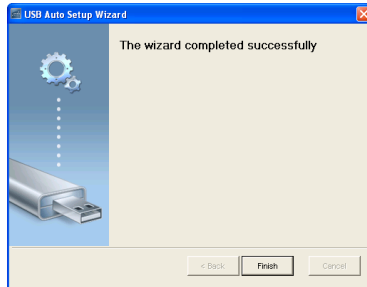 USB Auto Setup Wizard
The wizard completed successfully
< Back
Finish
Cancel